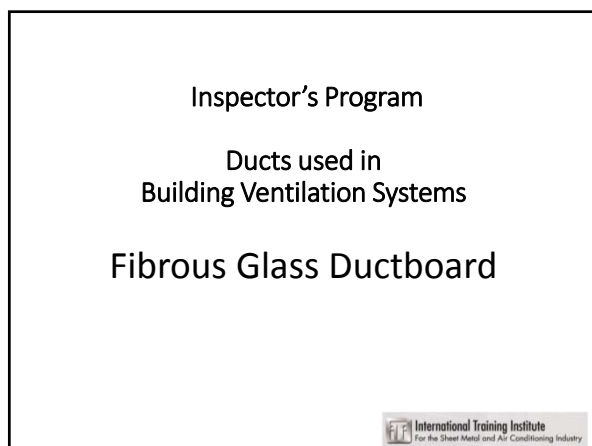 Inspector’s Program
Ducts used in
Building Ventilation Systems
Fibrous Glass Ductboard
International Training Institute
For the Sheet Metal and Air Conditioning Industry